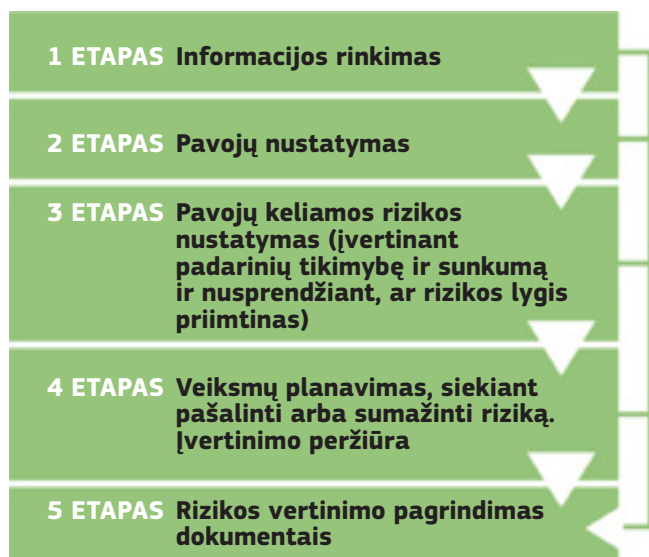 1 ETAPAS Informacijos rinkimas
2 ETAPAS Pavojų nustatymas
3 ETAPAS Pavojų keliamos rizikos
nustatymas (įvertinant
padarinių tikimybę ir sunkumą
ir nusprendžiant, ar rizikos lygis
priimtinas)
4 ETAPAS Veiksmų planavimas, siekiant
pašalinti arba sumažinti riziką.
Įvertinimo peržiūra
5 ETAPAS Rizikos vertinimo pagrindimas
dokumentais